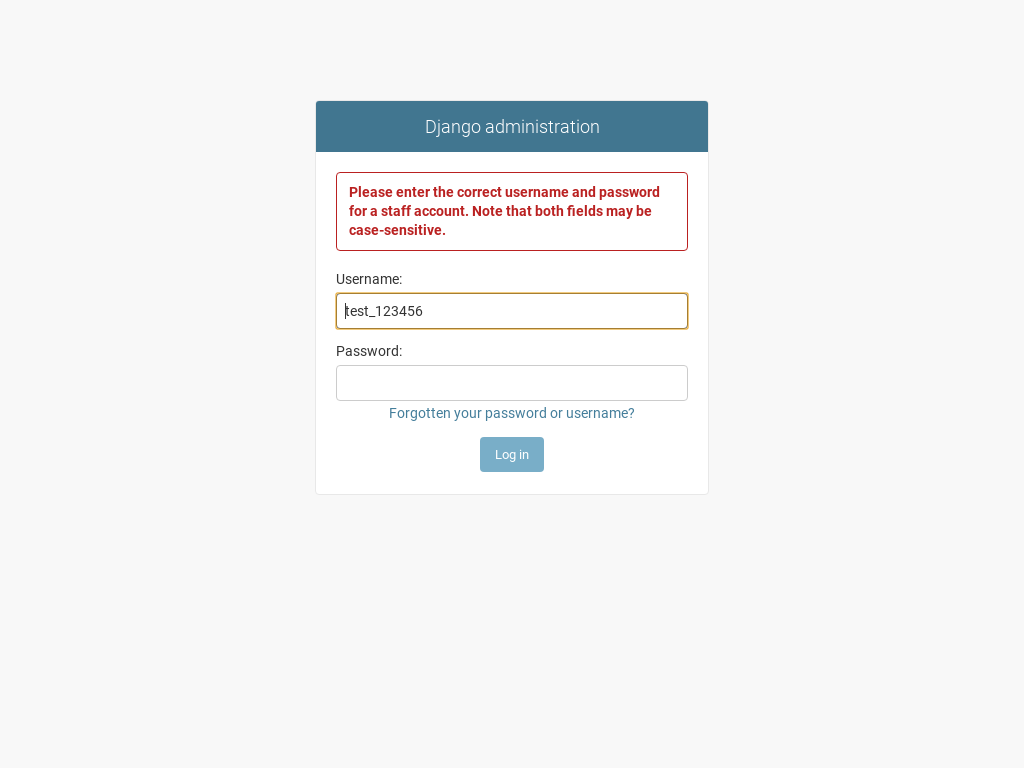 Django administration
Please enter the correct username and password
for a staff account. Note that both fields may be
case-sensitive.
Username:
test_123456
Password:
Forgotten your password or username?
Log in